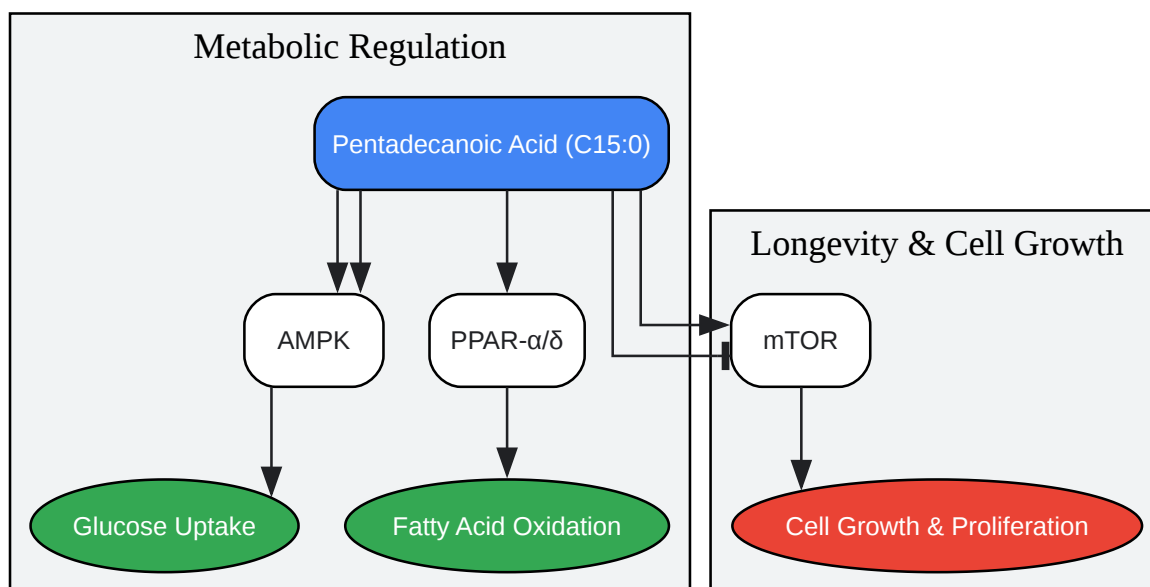 Metabolic Regulation
Pentadecanoic Acid (C15:0)
Longevity & Cell Growth
AMPK
PPAR-α/δ
mTOR
Glucose Uptake
Fatty Acid Oxidation
Cell Growth & Proliferation